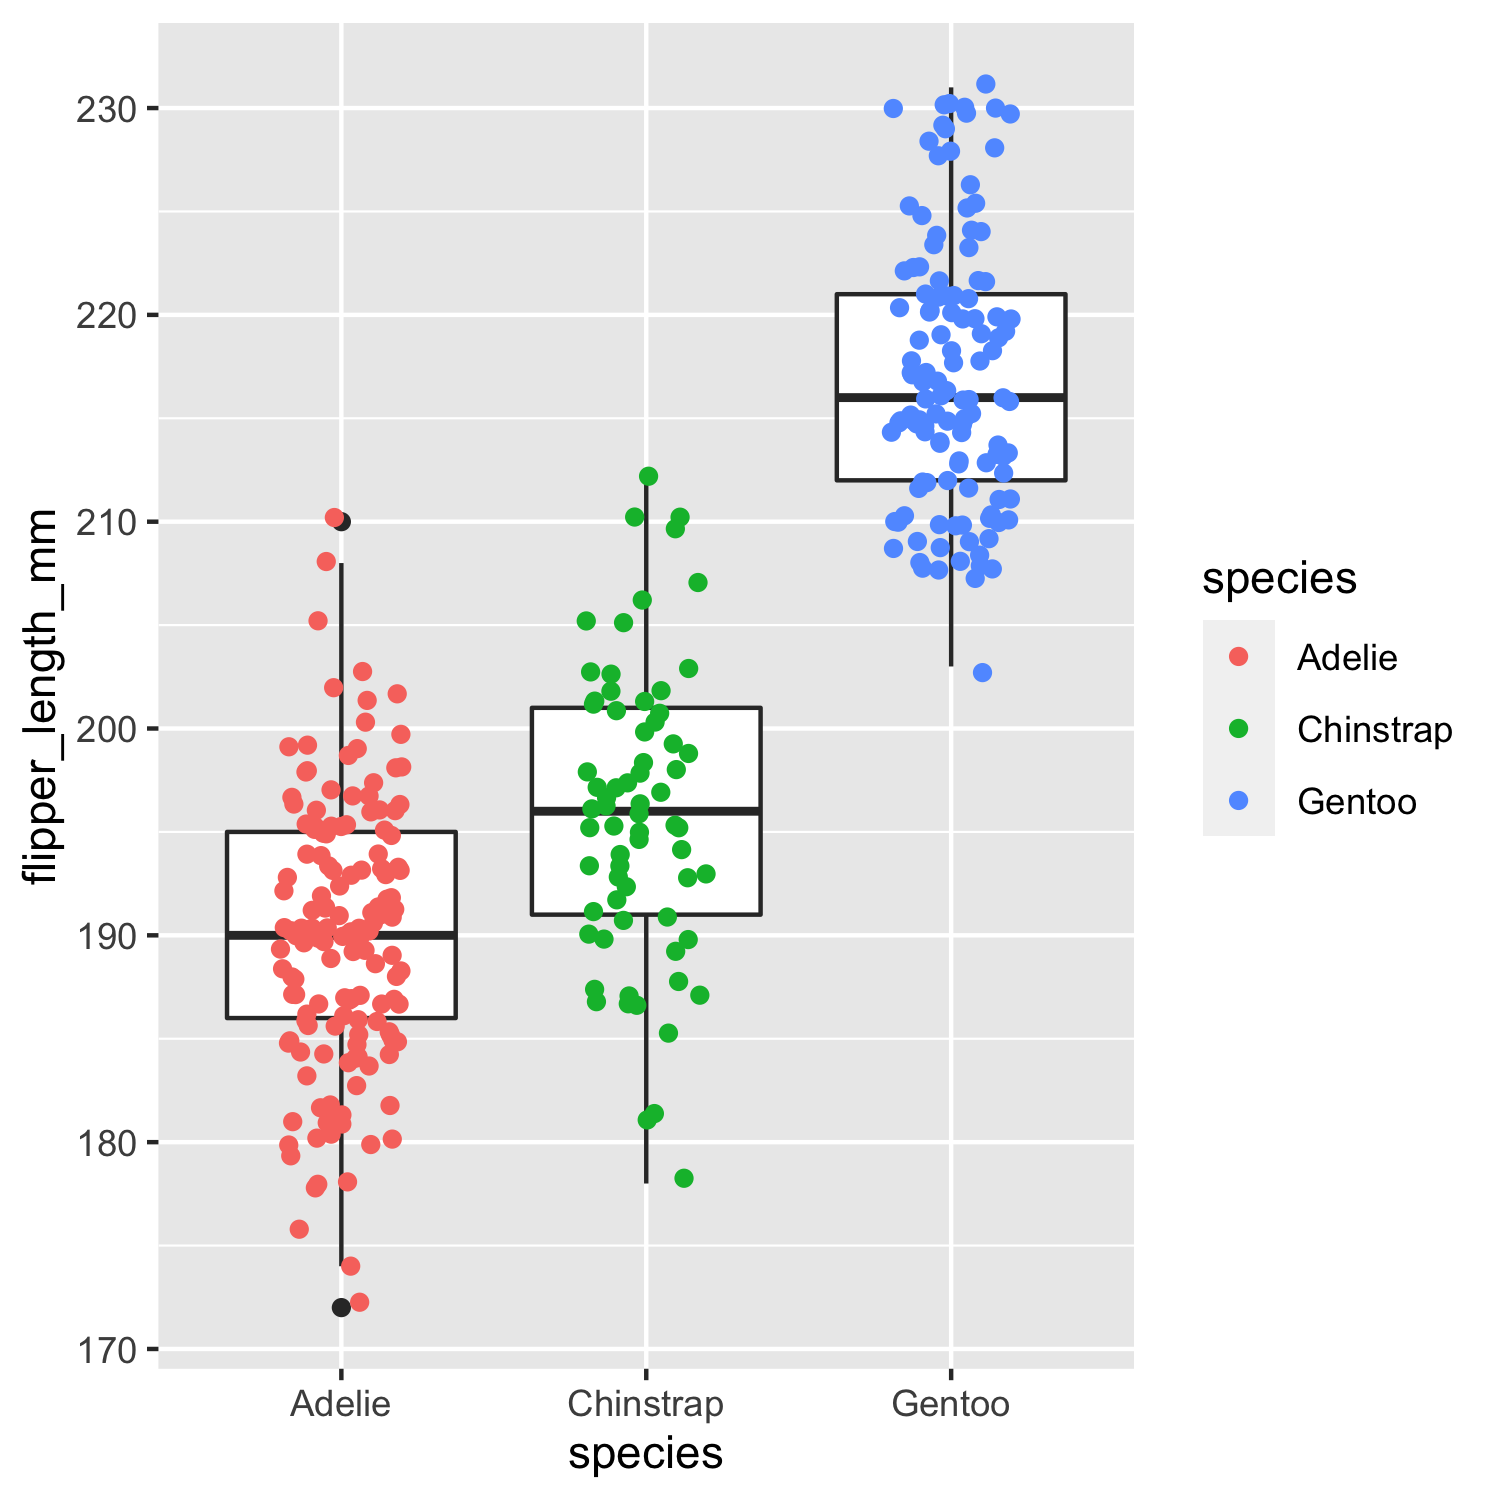 flipper_length_mm
230
220
210
200
190
180
170
Adelie
Chinstrap
Gentoo
species
species
Adelie
Chinstrap
Gentoo